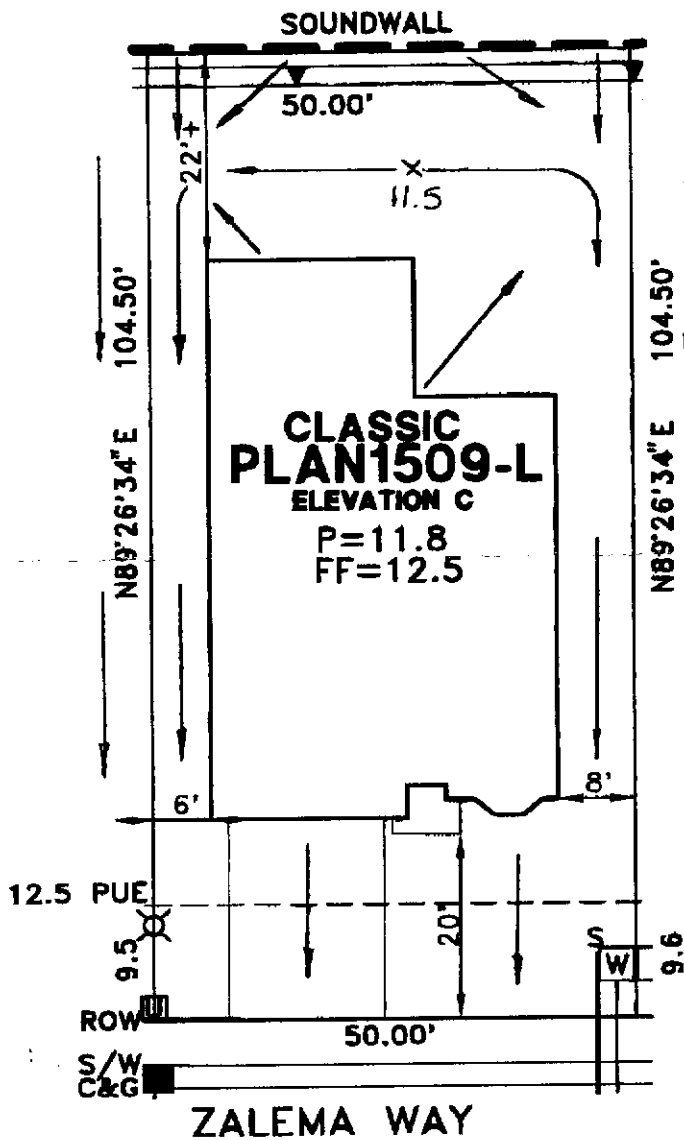 SOUNDWALL
50.00'
22'+
11.5
104.50'
104.50'
N89°26'34"E
N89°26'34"E
CLASSIC
PLAN1509-L
ELEVATION C
P=11.8
FF=12.5
6'
8'
12.5 PUE
9.5
20'
S
W
9.6
ROW
50.00'
S/W
C&G
ZALEMA WAY